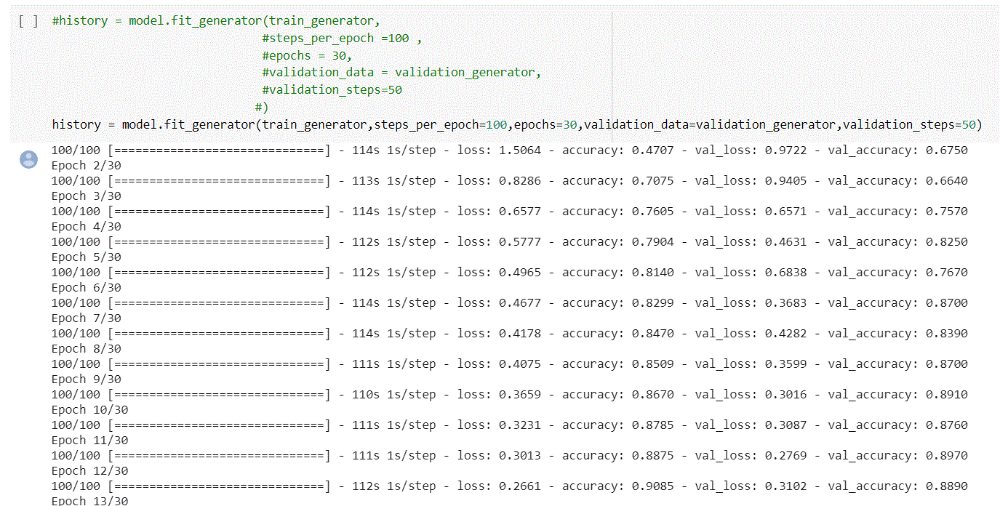 [ ] #history = model.fit_generator(train_generator,
#steps_per_epoch =100 ,
#epochs = 30,
#validation_data = validation_generator,
#validation_steps=50
#)
history = model.fit_generator(train_generator,steps_per_epoch=100,epochs=30,validation_data=validation_generator,validation_steps=50)
100/100 [==============================] - 114s 1s/step - loss: 1.5064 - accuracy: 0.4707 - val_loss: 0.9722 - val_accuracy: 0.6750
Epoch 2/30
100/100 [==============================] - 113s 1s/step - loss: 0.8286 - accuracy: 0.7075 - val_loss: 0.9405 - val_accuracy: 0.6640
Epoch 3/30
100/100 [==============================] - 114s 1s/step - loss: 0.6577 - accuracy: 0.7605 - val_loss: 0.6571 - val_accuracy: 0.7570
Epoch 4/30
100/100 [==============================] - 112s 1s/step - loss: 0.5777 - accuracy: 0.7904 - val_loss: 0.4631 - val_accuracy: 0.8250
Epoch 5/30
100/100 [==============================] - 112s 1s/step - loss: 0.4965 - accuracy: 0.8140 - val_loss: 0.6838 - val_accuracy: 0.7670
Epoch 6/30
100/100 [==============================] - 114s 1s/step - loss: 0.4677 - accuracy: 0.8299 - val_loss: 0.3683 - val_accuracy: 0.8700
Epoch 7/30
100/100 [==============================] - 114s 1s/step - loss: 0.4178 - accuracy: 0.8470 - val_loss: 0.4282 - val_accuracy: 0.8390
Epoch 8/30
100/100 [==============================] - 111s 1s/step - loss: 0.4075 - accuracy: 0.8509 - val_loss: 0.3599 - val_accuracy: 0.8700
Epoch 9/30
100/100 [==============================] - 110s 1s/step - loss: 0.3659 - accuracy: 0.8670 - val_loss: 0.3016 - val_accuracy: 0.8910
Epoch 10/30
100/100 [==============================] - 111s 1s/step - loss: 0.3231 - accuracy: 0.8785 - val_loss: 0.3087 - val_accuracy: 0.8760
Epoch 11/30
100/100 [==============================] - 111s 1s/step - loss: 0.3013 - accuracy: 0.8875 - val_loss: 0.2769 - val_accuracy: 0.8970
Epoch 12/30
100/100 [==============================] - 112s 1s/step - loss: 0.2661 - accuracy: 0.9085 - val_loss: 0.3102 - val_accuracy: 0.8890
Epoch 13/30